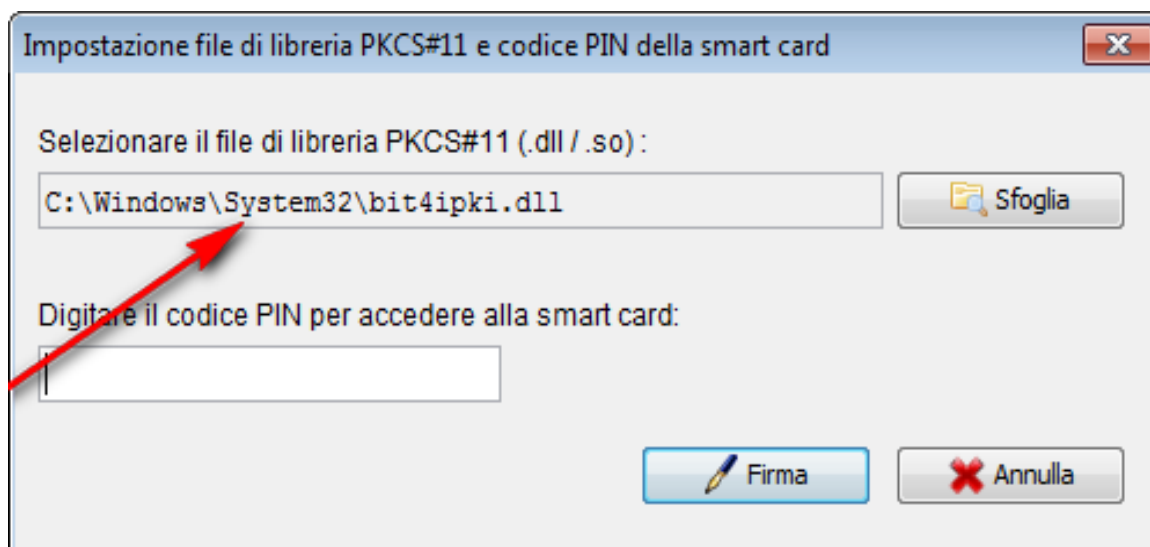 Impostazione file di libreria PKCS#11 e codice PIN della smart card
Selezionare il file di libreria PKCS#11 (.dll / .so) :
C:\Windows\System32\bit4ipki.dll
Sfoglia
Digitare il codice PIN per accedere alla smart card:
Firma
Annulla